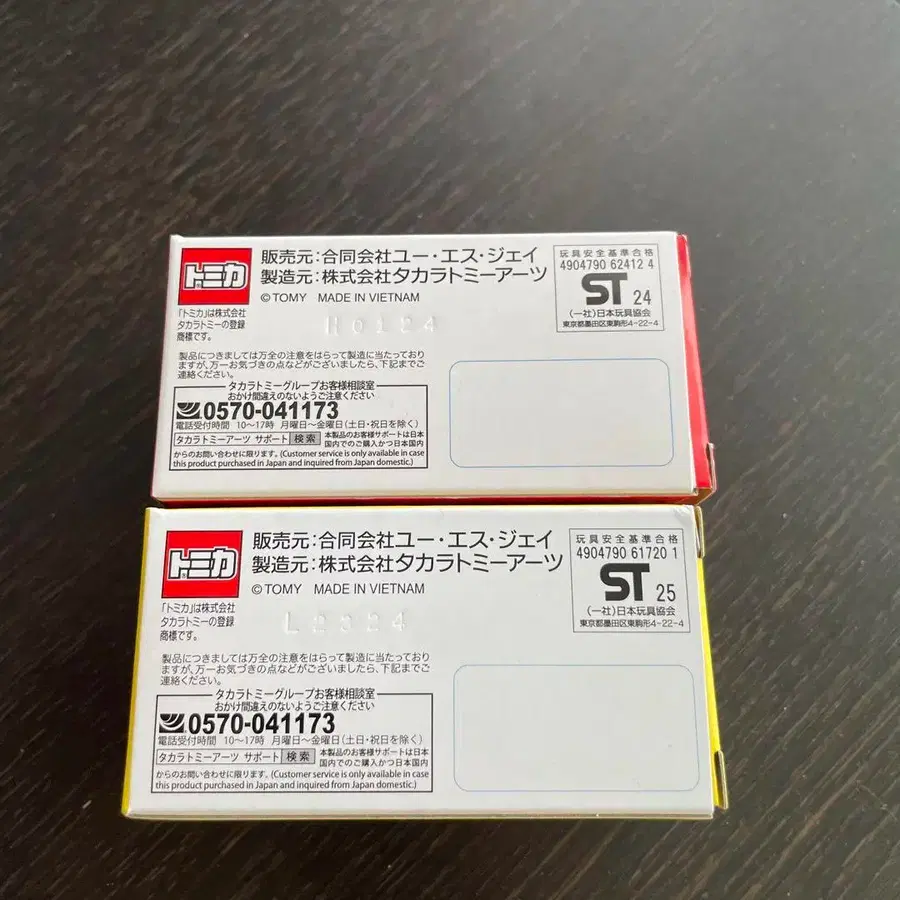 トミカ
販売元:合同会社ユー・エス・ジェイ
製造元:株式会社タカラトミーアーツ
©TOMY MADE IN VIETNAM
「トミカ」は株式会社
タカラトミーの登録
商標です。
H0124
玩具安全基準合格
4904790 62412 4
ST 24
(一社)日本玩具協会
東京都墨田区東駒形4-22-4
製品につきましては万全の注意をはらって製造に当たっており
ますが、万一お気づきの点などがございましたら、下記までご
連絡ください。
タカラトミーグループお客様相談室
おかけ間違えのないようご注意ください
0570-041173
電話受付時間 10〜17時 月曜日〜金曜日(土日・祝日を除く)
タカラトミーアーツ サポート 検索
本製品のお客様サポートは日本
国内でのご購入かつ日本国内
からのお問い合わせに限ります。(Customer service is only available in case
this product purchased in Japan and inquired from Japan domestic.)
トミカ
販売元:合同会社ユー・エス・ジェイ
製造元:株式会社タカラトミーアーツ
©TOMY MADE IN VIETNAM
「トミカ」は株式会社
タカラトミーの登録
商標です。
L2324
玩具安全基準合格
4904790 61720 1
ST 25
(一社)日本玩具協会
東京都墨田区東駒形4-22-4
製品につきましては万全の注意をはらって製造に当たっており
ますが、万一お気づきの点などがございましたら、下記までご
連絡ください。
タカラトミーグループお客様相談室
おかけ間違えのないようご注意ください
0570-041173
電話受付時間 10〜17時 月曜日〜金曜日(土日・祝日を除く)
タカラトミーアーツ サポート 検索
本製品のお客様サポートは日本
国内でのご購入かつ日本国内
からのお問い合わせに限ります。(Customer service is only available in case
this product purchased in Japan and inquired from Japan domestic.)